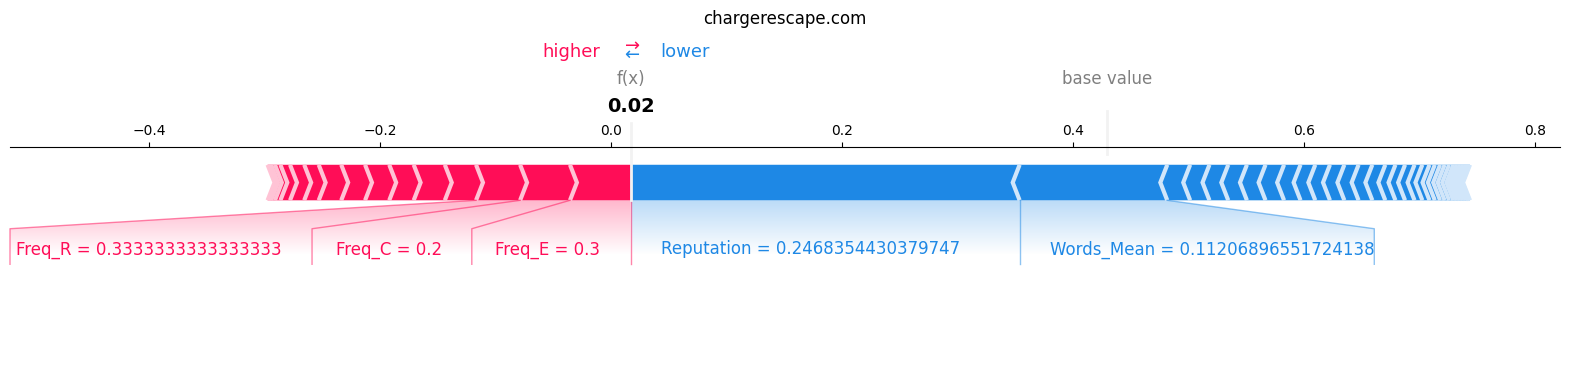 chargerescape.com
higher ⇄ lower
f(x) base value
0.02
−0.4 −0.2 0.0 0.2 0.4 0.6 0.8
Freq_R = 0.3333333333333333 Freq_C = 0.2 Freq_E = 0.3 Reputation = 0.2468354430379747 Words_Mean = 0.11206896551724138